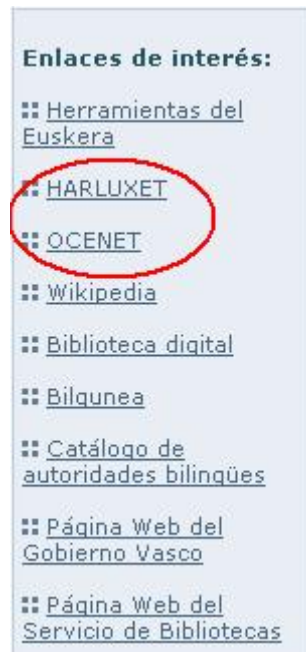 Enlaces de interés:
Herramientas del
Euskera
HARLUXET
OCENET
Wikipedia
Biblioteca digital
Bilgunea
Catálogo de
autoridades bilingües
Página Web del
Gobierno Vasco
Página Web del
Servicio de Bibliotecas